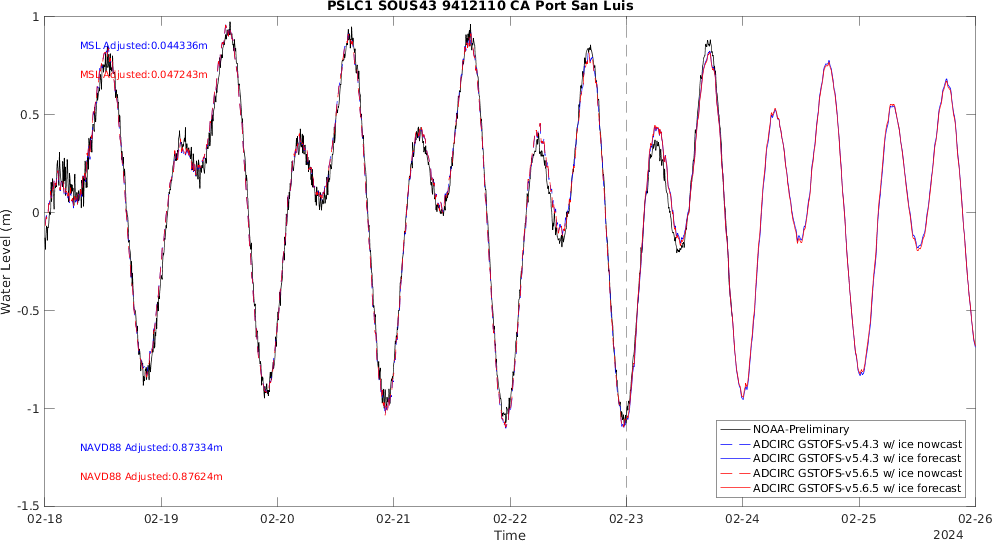 PSLC1 SOUS43 9412110 CA Port San Luis
MSL Adjusted:0.044336m
MSL Adjusted:0.047243m
NAVD88 Adjusted:0.87334m
NAVD88 Adjusted:0.87624m
Water Level (m)
1
0.5
0
-0.5
-1
-1.5
NOAA-Preliminary
ADCIRC GSTOFS-v5.4.3 w/ ice nowcast
ADCIRC GSTOFS-v5.4.3 w/ ice forecast
ADCIRC GSTOFS-v5.6.5 w/ ice nowcast
ADCIRC GSTOFS-v5.6.5 w/ ice forecast
02-18 02-19 02-20 02-21 02-22 02-23 02-24 02-25 02-26
Time
2024